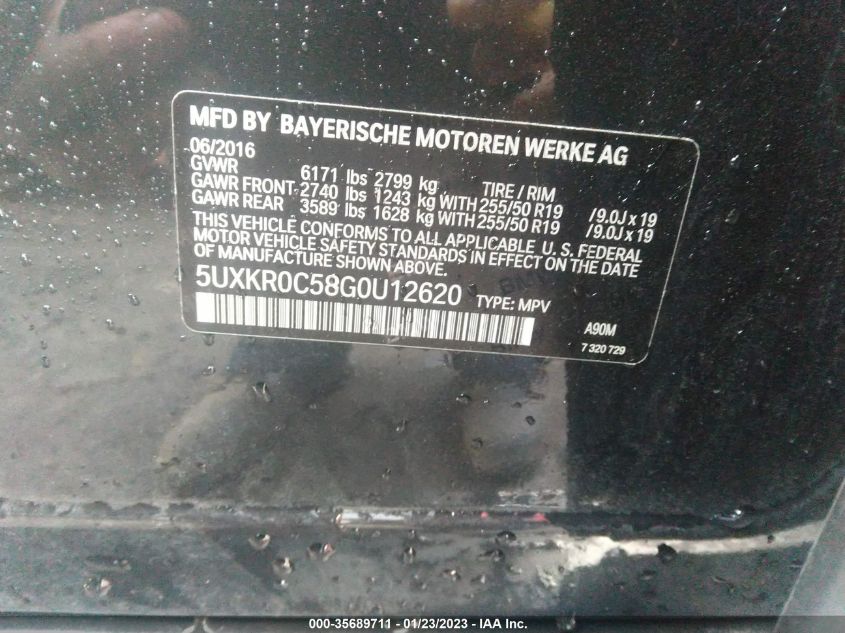 MFD BY BAYERISCHE MOTOREN WERKE AG
06/2016
GVWR 6171 lbs 2799 kg TIRE / RIM
GAWR FRONT 2740 lbs 1243 kg WITH 255/50 R19 / 9.0J x 19
GAWR REAR 3589 lbs 1628 kg WITH 255/50 R19 / 9.0J x 19
THIS VEHICLE CONFORMS TO ALL APPLICABLE U. S. FEDERAL
MOTOR VEHICLE SAFETY STANDARDS IN EFFECT ON THE DATE
OF MANUFACTURE SHOWN ABOVE.
5UXKR0C58G0U12620 TYPE: MPV
A90M
7 320 729
000-35689711 - 01/23/2023 - IAA Inc.